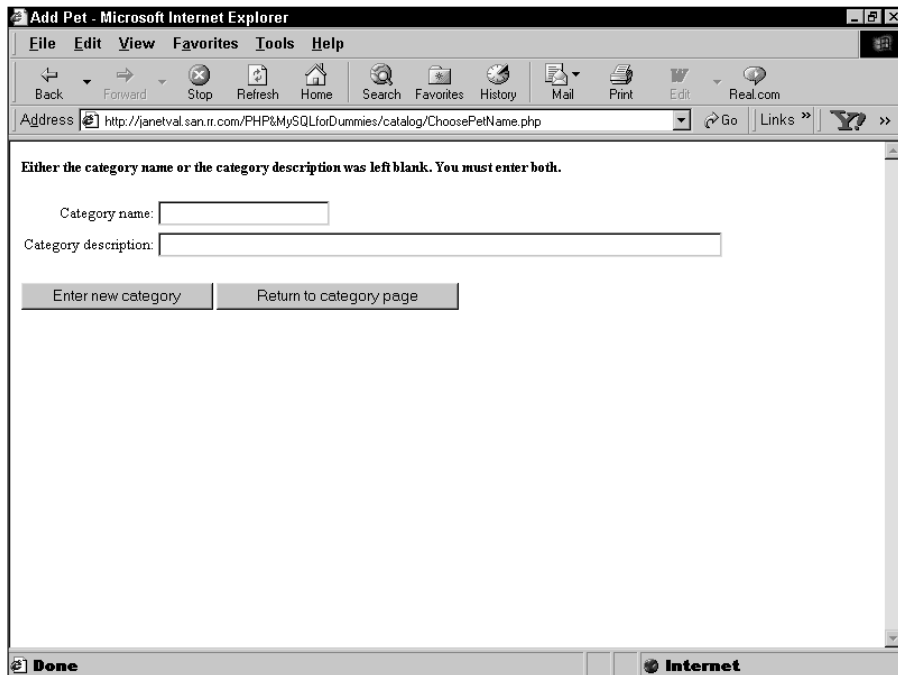 Add Pet - Microsoft Internet Explorer
File Edit View Favorites Tools Help
Back Forward Stop Refresh Home Search Favorites History Mail Print Edit Real.com
Address http://janetval.san.rr.com/PHP&MySQLforDummies/catalog/ChoosePetName.php Go Links »
Either the category name or the category description was left blank. You must enter both.
Category name:
Category description:
Enter new category Return to category page
Done Internet